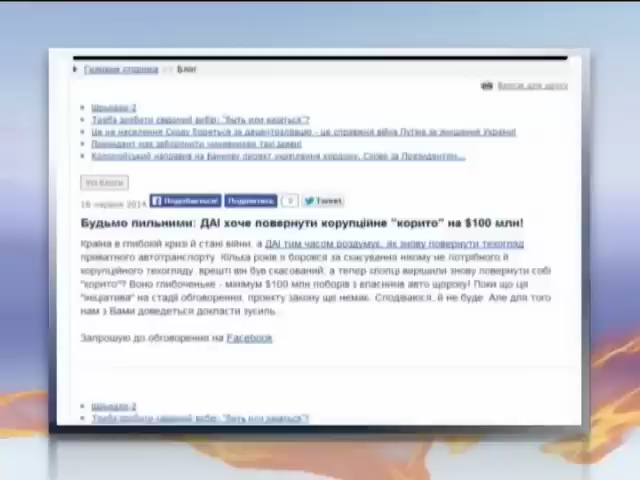 Головна сторінка >> Блог
Версія для друку
Шрьодер-2
Треба зробити свідомий вибір: "быть или казаться"?
Це не населення Сходу бореться за децентралізацію - це справжня війна Путіна за знищення України!
Президент має заборонити чиновникам такі дивні
Коломойський направив на Банкову проект укріплення кордону. Слово за Президентом...
Усі блоги
16 червня 2014
Подобається!
Поділитись
0
Tweet
Будьмо пильними: ДАІ хоче повернути корупційне "корито" на $100 млн!
Країна в глибокій кризі й стані війни, а ДАІ тим часом роздумує, як знову повернути техогляд
приватного автотранспорту. Кілька років я боровся за скасування нікому не потрібного й
корупційного техогляду, врешті він був скасований, а тепер хлопці вирішили знову повернути собі
"корито"? Воно глибоченьке - мінімум $100 млн поборів з власників авто щороку! Поки що ця
"ініціатива" на стадії обговорення, проекту закону ще немає. Сподіваюся, й не буде. Але для того
нам з Вами доведеться докласти зусиль...
Запрошую до обговорення на Facebook
Треба зробити свідомий вибір: "быть или казаться"?